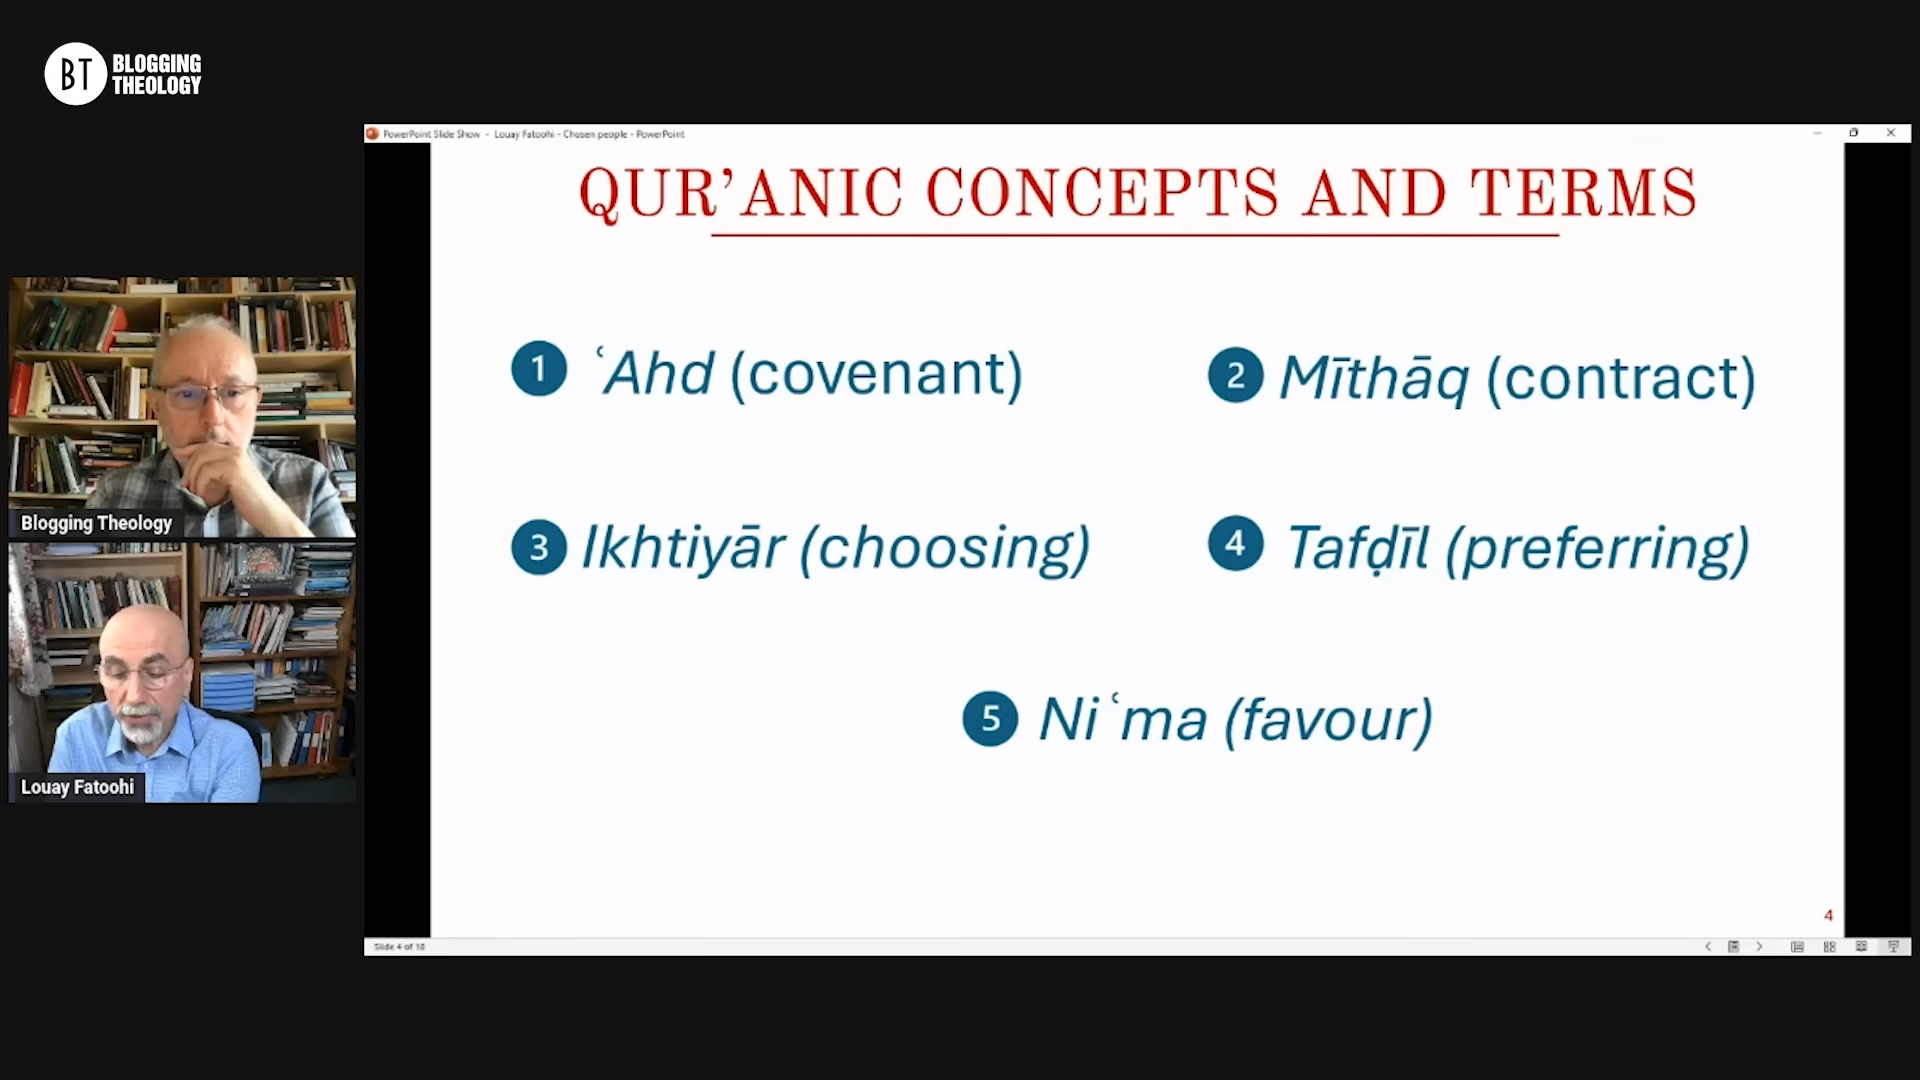 BT BLOGGING
THEOLOGY
PowerPoint Slide Show - Louay Fatoohi - Chosen people - PowerPoint
QUR’ANIC CONCEPTS AND TERMS
1 ʿAhd (covenant)
2 Mīthāq (contract)
3 Ikhtiyār (choosing)
4 Tafḍīl (preferring)
5 Niʿma (favour)
4
Slide 4 of 18
Blogging Theology
Louay Fatoohi